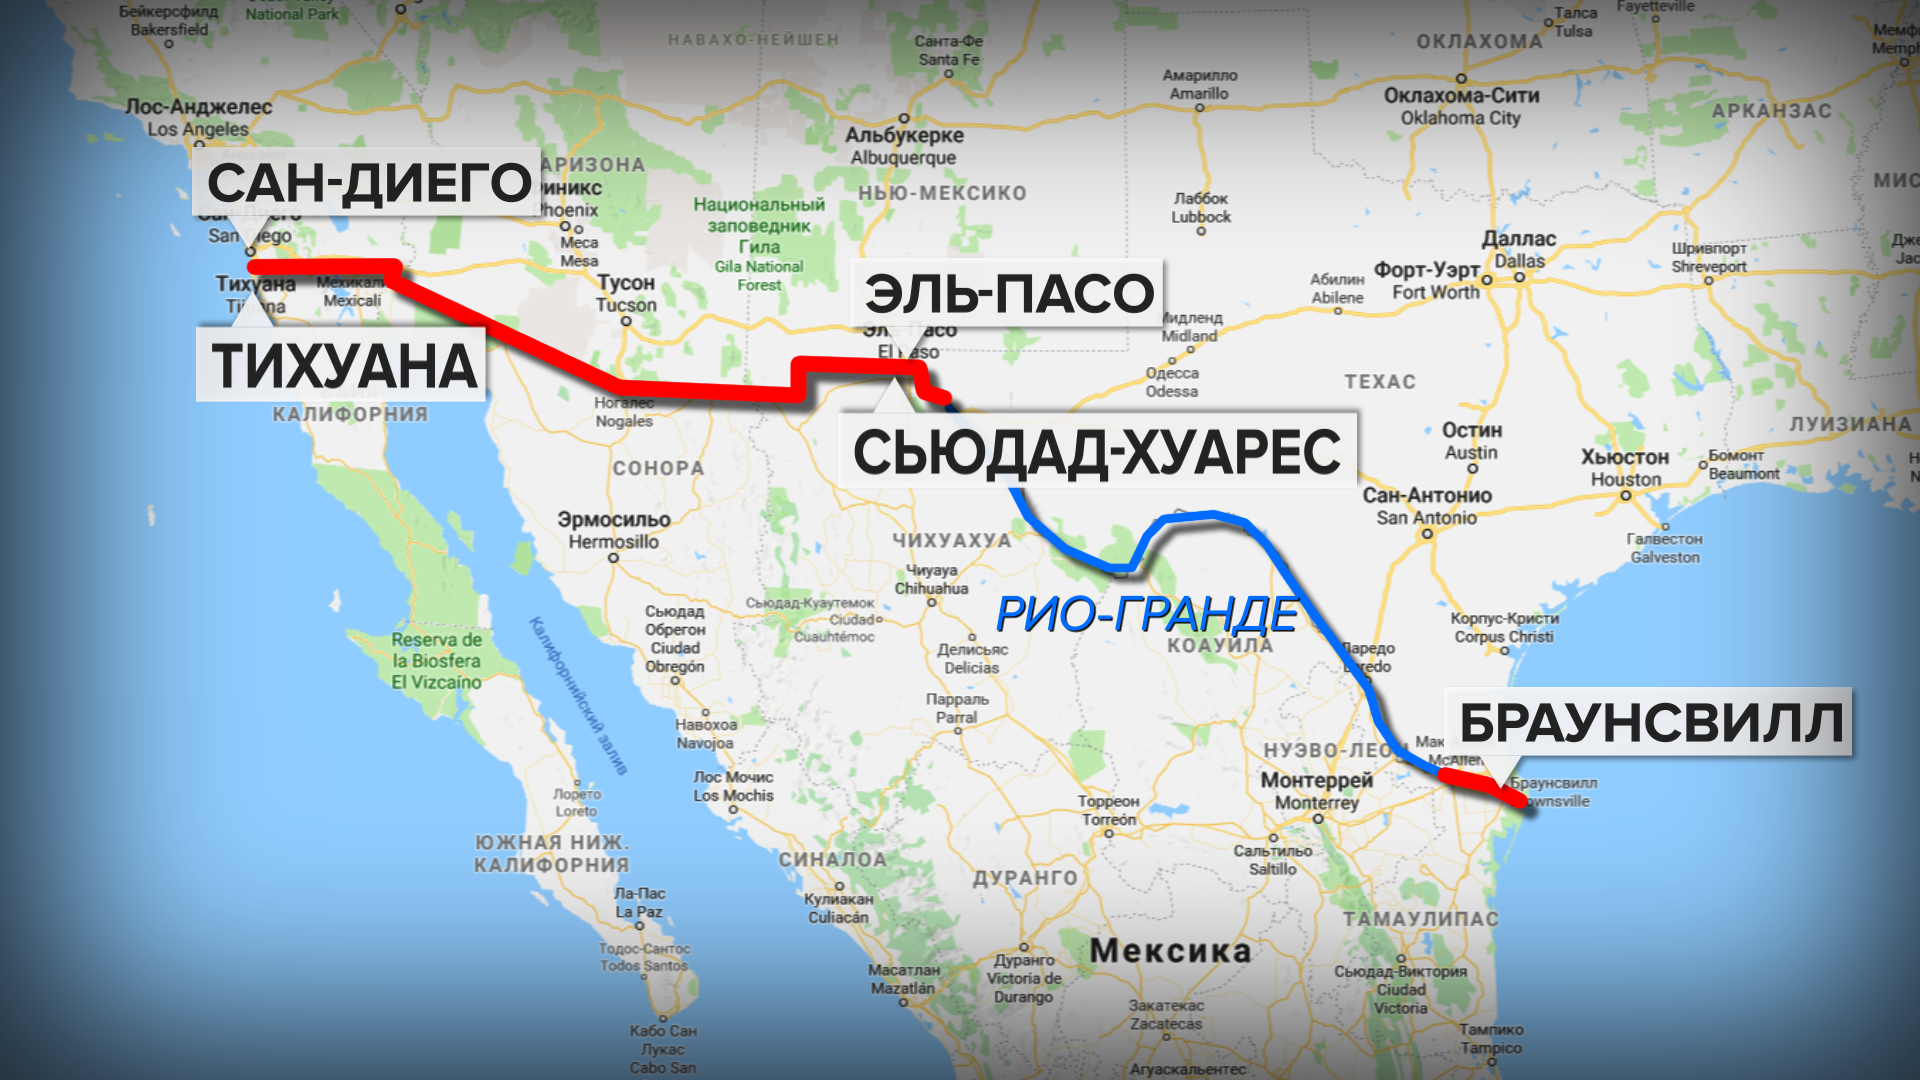 Бейкерсфилд
Bakersfield
National Park
НАВАХО-НЕЙШЕН
Санта-Фе
Santa Fe
Амарилло
Amarillo
ОКЛАХОМА
Талса
Tulsa
Fayetteville
Оклахома-Сити
Oklahoma City
АРКАНЗАС
Лос-Анджелес
Los Angeles
Альбукерке
Albuquerque
АРИЗОНА
Phoenix
Меса
Mesa
НЬЮ-МЕКСИКО
Национальный
заповедник
Гила
Gila National
Forest
Лаббок
Lubbock
САН-ДИЕГО
Тихуана
Мехикали
Mexicali
ТИХУАНА
Тусон
Tucson
ЭЛЬ-ПАСО
Эль-Пасо
El Paso
Мидленд
Midland
Одесса
Odessa
Абилин
Abilene
Форт-Уэрт
Fort Worth
Даллас
Dallas
Шривпорт
Shreveport
ТЕХАС
ЛУИЗИАНА
КАЛИФОРНИЯ
Ногалес
Nogales
СЬЮДАД-ХУАРЕС
Остин
Austin
Хьюстон
Houston
Бомонт
Beaumont
Сан-Антонио
San Antonio
Галвестон
Galveston
СОНОРА
Эрмосильо
Hermosillo
ЧИХУАХУА
Чиуауа
Chihuahua
Сьюдад-Куаутемок
Ciudad
Cuauhtémoc
РИО-ГРАНДЕ
КОАУИЛА
Сьюдад
Обрегон
Ciudad
Obregón
Делисьяс
Delicias
Парраль
Parral
Корпус-Кристи
Corpus Christi
Ларедо
Laredo
Reserva de
la Biosfera
El Vizcaíno
Калифорнийский залив
Навохоа
Navojoa
Лос Мочис
Los Mochis
БРАУНСВИЛЛ
НУЭВО-ЛЕОН
McAllen
Браунсвилл
Монтеррей
Monterrey
Лорето
Loreto
Торреон
Torreón
ЮЖНАЯ НИЖ.
КАЛИФОРНИЯ
СИНАЛОА
Сальтильо
Saltillo
ДУРАНГО
Ла-Пас
La Paz
Кулиакан
Culiacán
ТАМАУЛИПАС
Тодос-Сантос
Todos Santos
Мексика
Масатлан
Mazatlán
Дуранго
Victoria de
Durango
Сьюдад-Виктория
Ciudad
Victoria
Закатекас
Zacatecas
Кабо Сан
Лукас
Cabo San
Тампико
Tampico
Агуаскальентес